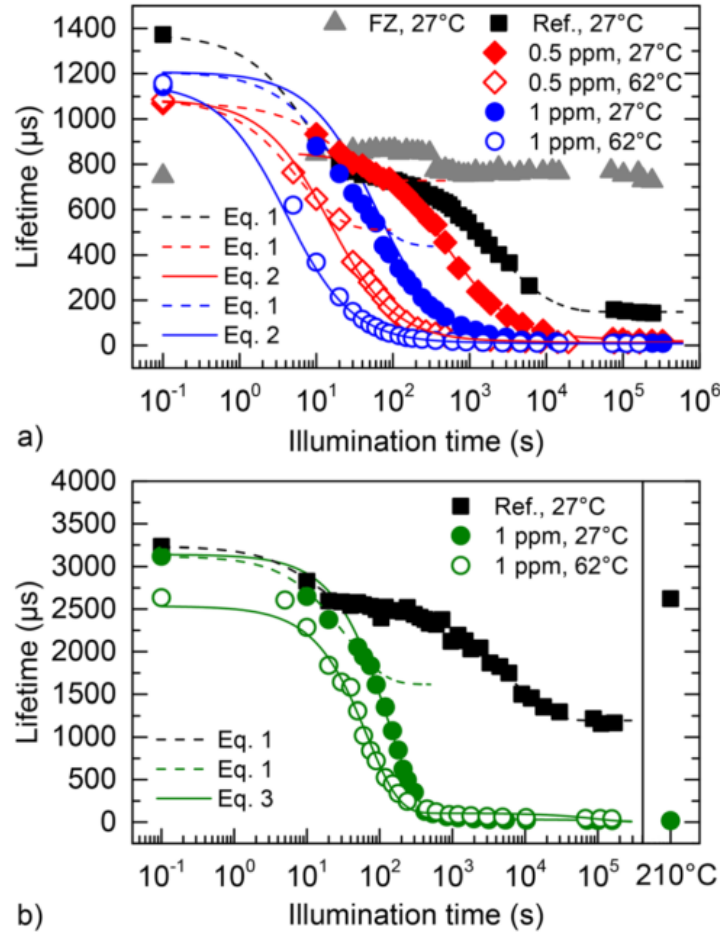 FZ, 27°C Ref., 27°C
0.5 ppm, 27°C
0.5 ppm, 62°C
1 ppm, 27°C
1 ppm, 62°C
1400
1200
1000
800
600
400
200
0
Lifetime (µs)
Eq. 1
Eq. 1
Eq. 2
Eq. 1
Eq. 2
10⁻¹ 10⁰ 10¹ 10² 10³ 10⁴ 10⁵ 10⁶
a) Illumination time (s)
4000
3500
3000
2500
2000
1500
1000
500
0
Lifetime (µs)
Ref., 27°C
1 ppm, 27°C
1 ppm, 62°C
Eq. 1
Eq. 1
Eq. 3
10⁻¹ 10⁰ 10¹ 10² 10³ 10⁴ 10⁵ 210°C
b) Illumination time (s)